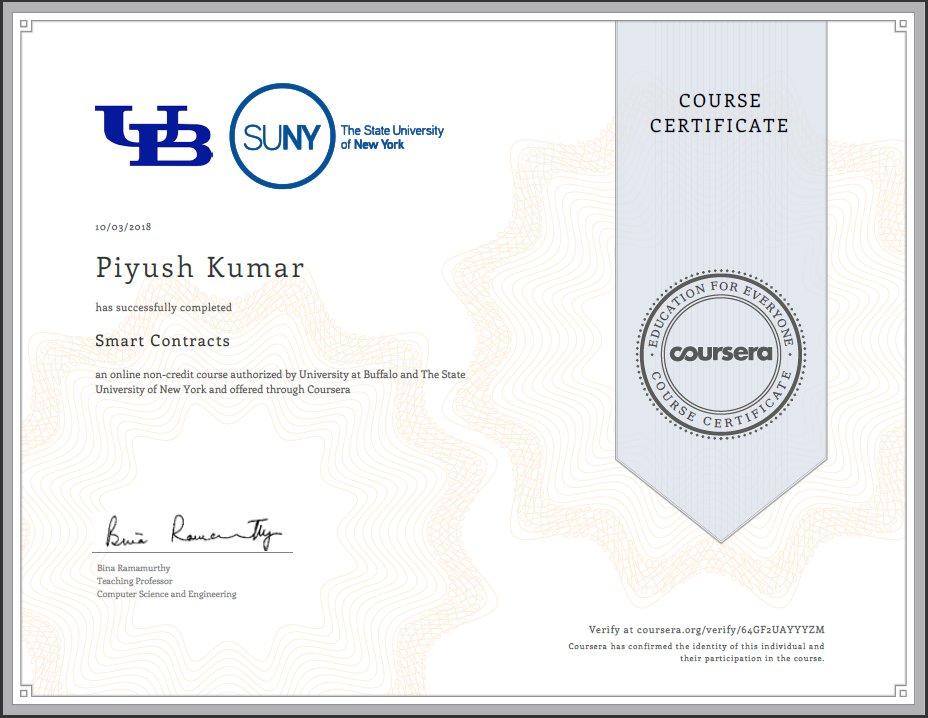 UB
SUNY
The State University
of New York
COURSE
CERTIFICATE
10/03/2018
Piyush Kumar
has successfully completed
Smart Contracts
an online non-credit course authorized by University at Buffalo and The State
University of New York and offered through Coursera
EDUCATION FOR EVERYONE
coursera
COURSE CERTIFICATE
Bina Ramamurthy
Bina Ramamurthy
Teaching Professor
Computer Science and Engineering
Verify at coursera.org/verify/64GF2UAYYYZM
Coursera has confirmed the identity of this individual and
their participation in the course.